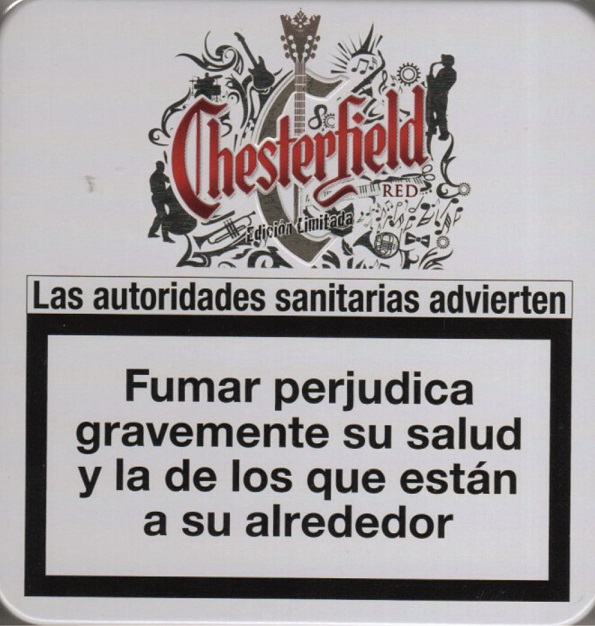 Chesterfield
RED
Edición Limitada
Las autoridades sanitarias advierten
Fumar perjudica
gravemente su salud
y la de los que están
a su alrededor